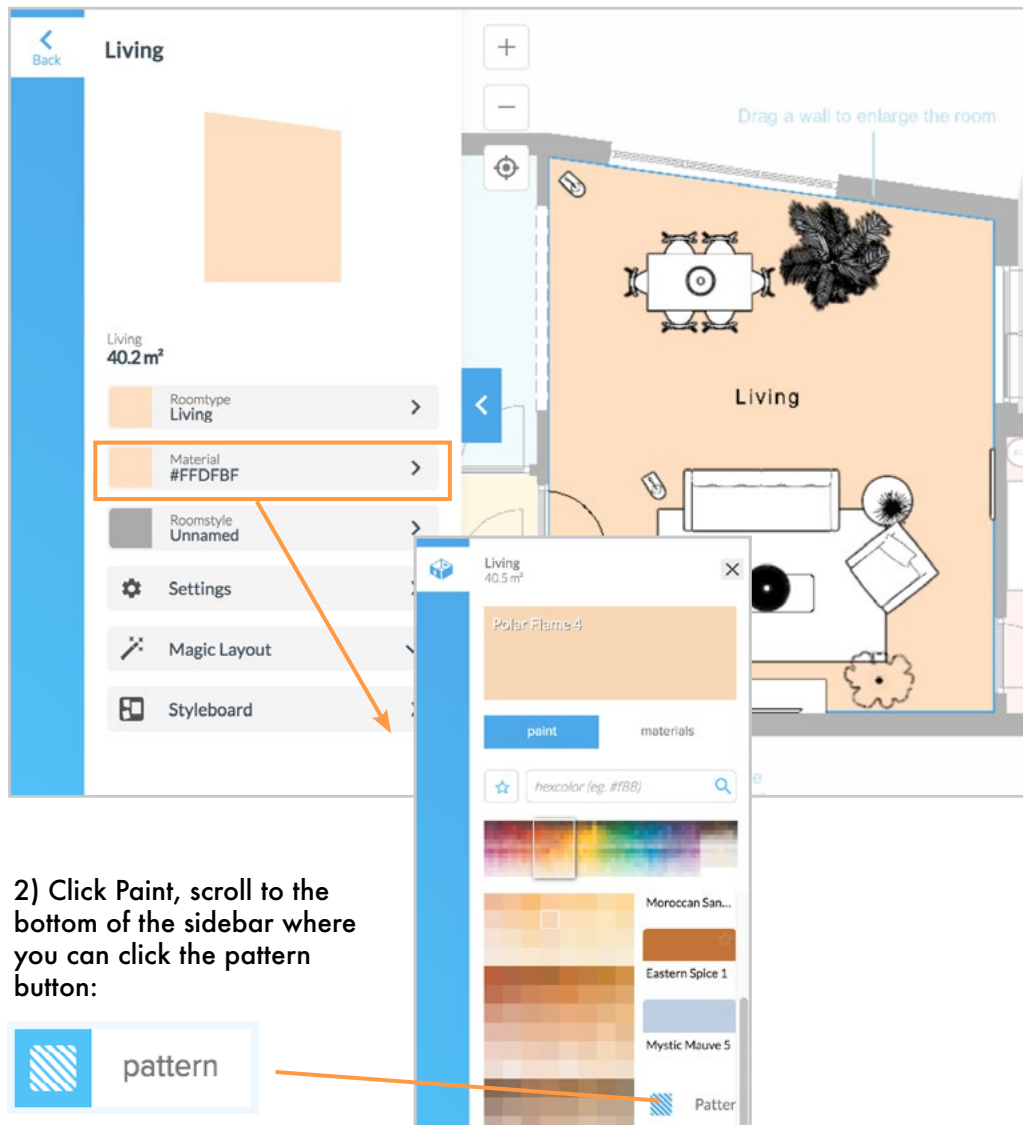 Back
Living
Drag a wall to enlarge the room
Living
40.2 m²
Roomtype
Living
Material
#FFDFBF
Roomstyle
Unnamed
Settings
Magic Layout
Styleboard
Living
Living
40.5 m²
Polar Flame 4
paint
materials
hexcolor (eg. #f88)
Moroccan San...
Eastern Spice 1
Mystic Mauve 5
Patter
2) Click Paint, scroll to the
bottom of the sidebar where
you can click the pattern
button:
pattern